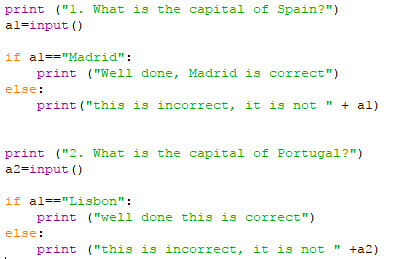 print ("1. What is the capital of Spain?")
a1=input()
if a1=="Madrid":
    print ("Well done, Madrid is correct")
else:
    print("this is incorrect, it is not " + a1)
print ("2. What is the capital of Portugal?")
a2=input()
if a1=="Lisbon":
    print ("well done this is correct")
else:
    print ("this is incorrect, it is not " +a2)